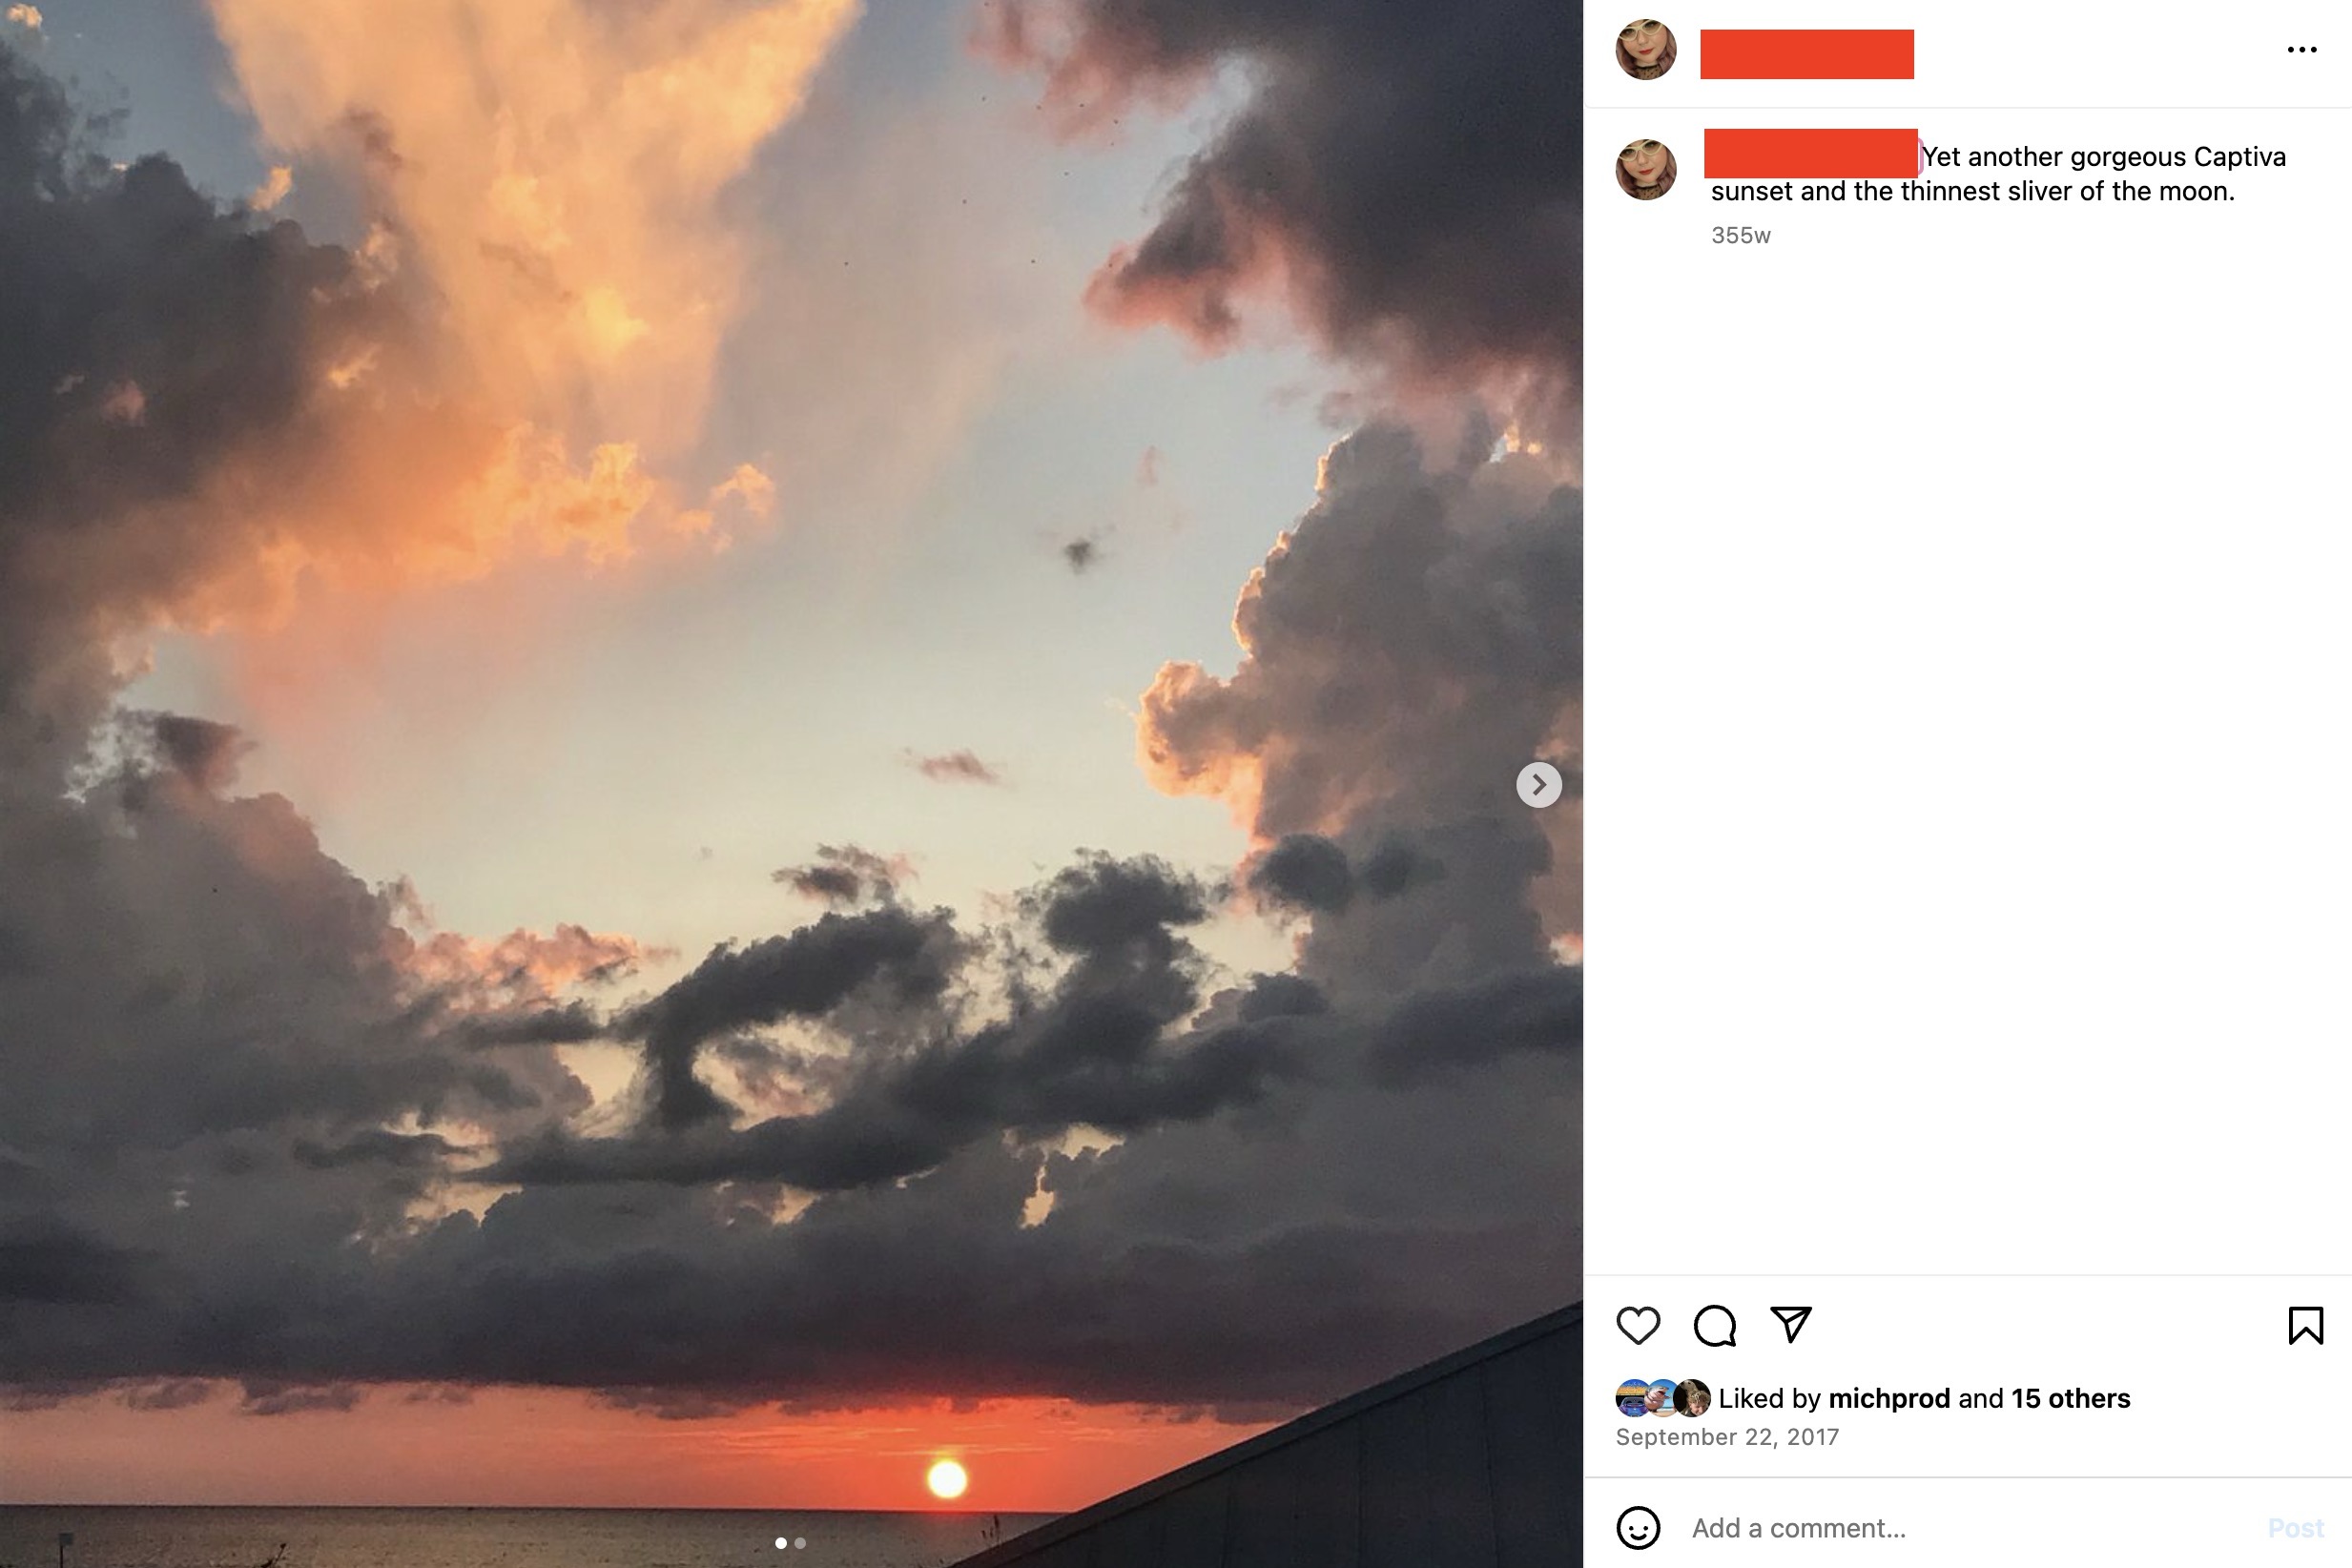 Yet another gorgeous Captiva
sunset and the thinnest sliver of the moon.
355w
Liked by michprod and 15 others
September 22, 2017
Add a comment...
Post